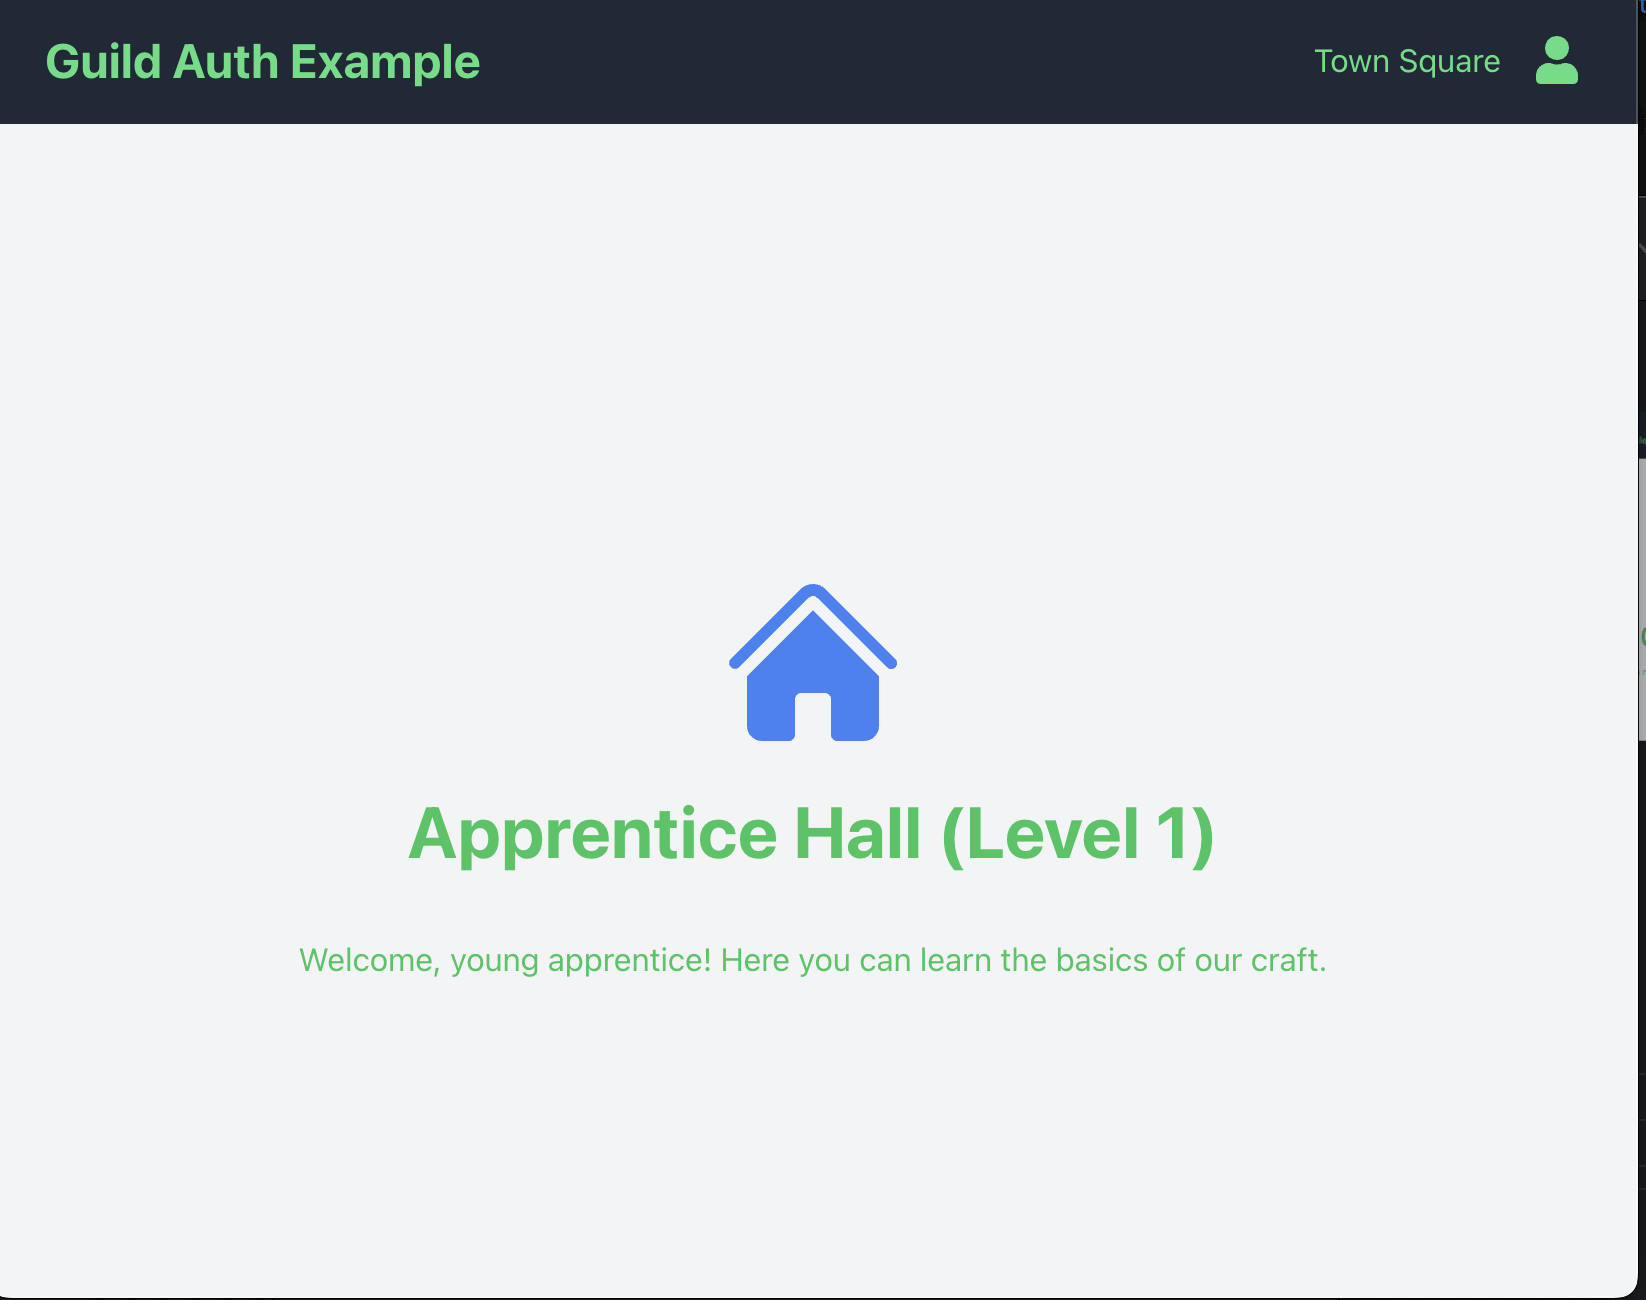 Guild Auth Example
Town Square
Apprentice Hall (Level 1)
Welcome, young apprentice! Here you can learn the basics of our craft.